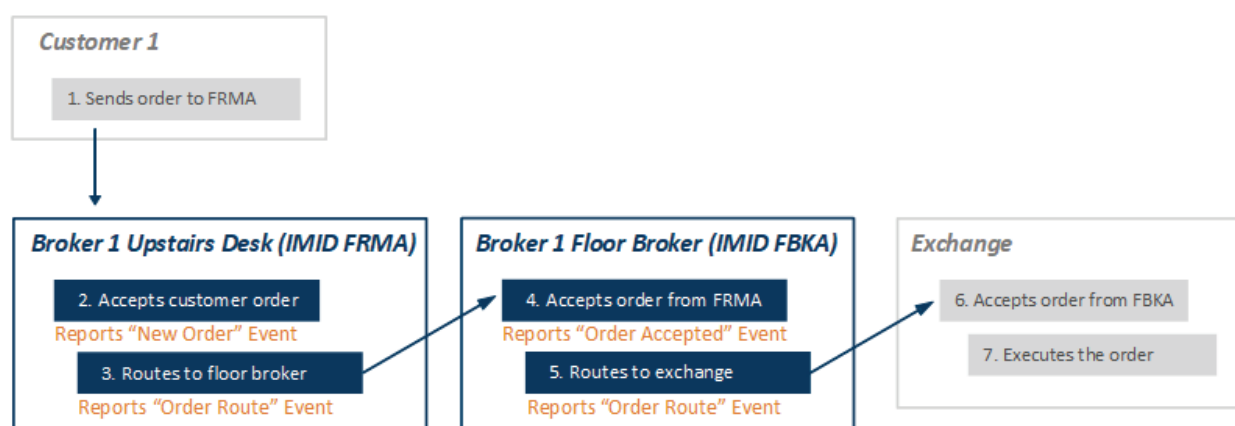 Customer 1
1. Sends order to FRMA
Broker 1 Upstairs Desk (IMID FRMA)
2. Accepts customer order
Reports “New Order” Event
3. Routes to floor broker
Reports “Order Route” Event
Broker 1 Floor Broker (IMID FBKA)
4. Accepts order from FRMA
Reports “Order Accepted” Event
5. Routes to exchange
Reports “Order Route” Event
Exchange
6. Accepts order from FBKA
7. Executes the order